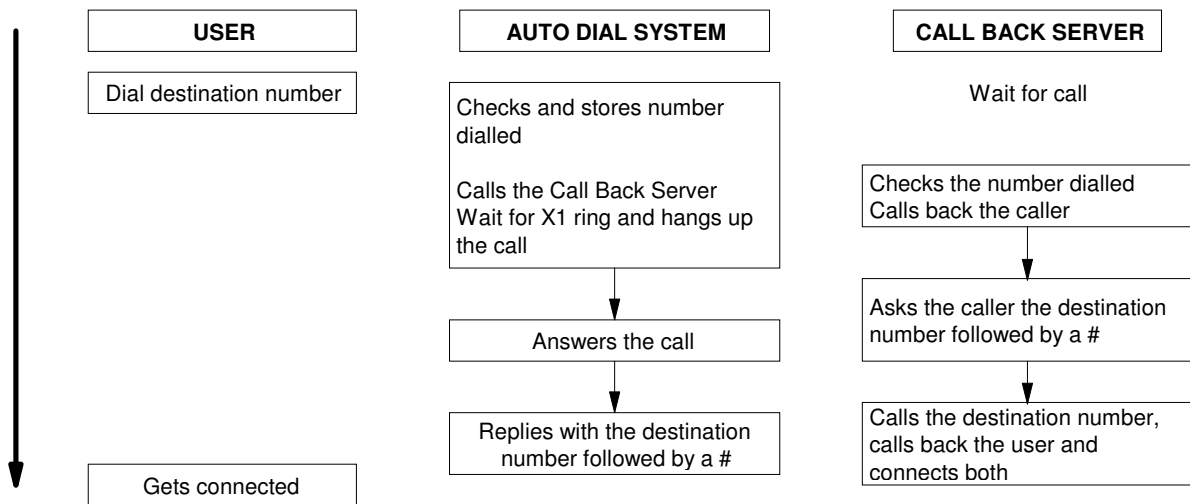 USER
AUTO DIAL SYSTEM
CALL BACK SERVER
Dial destination number
Checks and stores number
dialled
Calls the Call Back Server
Wait for X1 ring and hangs up
the call
Wait for call
Checks the number dialled
Calls back the caller
Asks the caller the destination
number followed by a #
Answers the call
Replies with the destination
number followed by a #
Calls the destination number,
calls back the user and
connects both
Gets connected